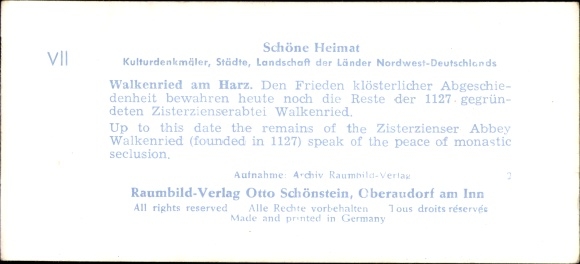 VII
Schöne Heimat
Kulturdenkmäler, Städte, Landschaft der Länder Nordwest-Deutschlands
Walkenried am Harz. Den Frieden klösterlicher Abgeschie-
denheit bewahren heute noch die Reste der 1127 gegrün-
deten Zisterzienserabtei Walkenried.
Up to this date the remains of the Zisterzienser Abbey
Walkenried (founded in 1127) speak of the peace of monastic
seclusion.
Aufnahme: Archiv Raumbild-Verlag 2
Raumbild-Verlag Otto Schönstein, Oberaudorf am Inn
All rights reserved Alle Rechte vorbehalten Tous droits réservés
Made and printed in Germany